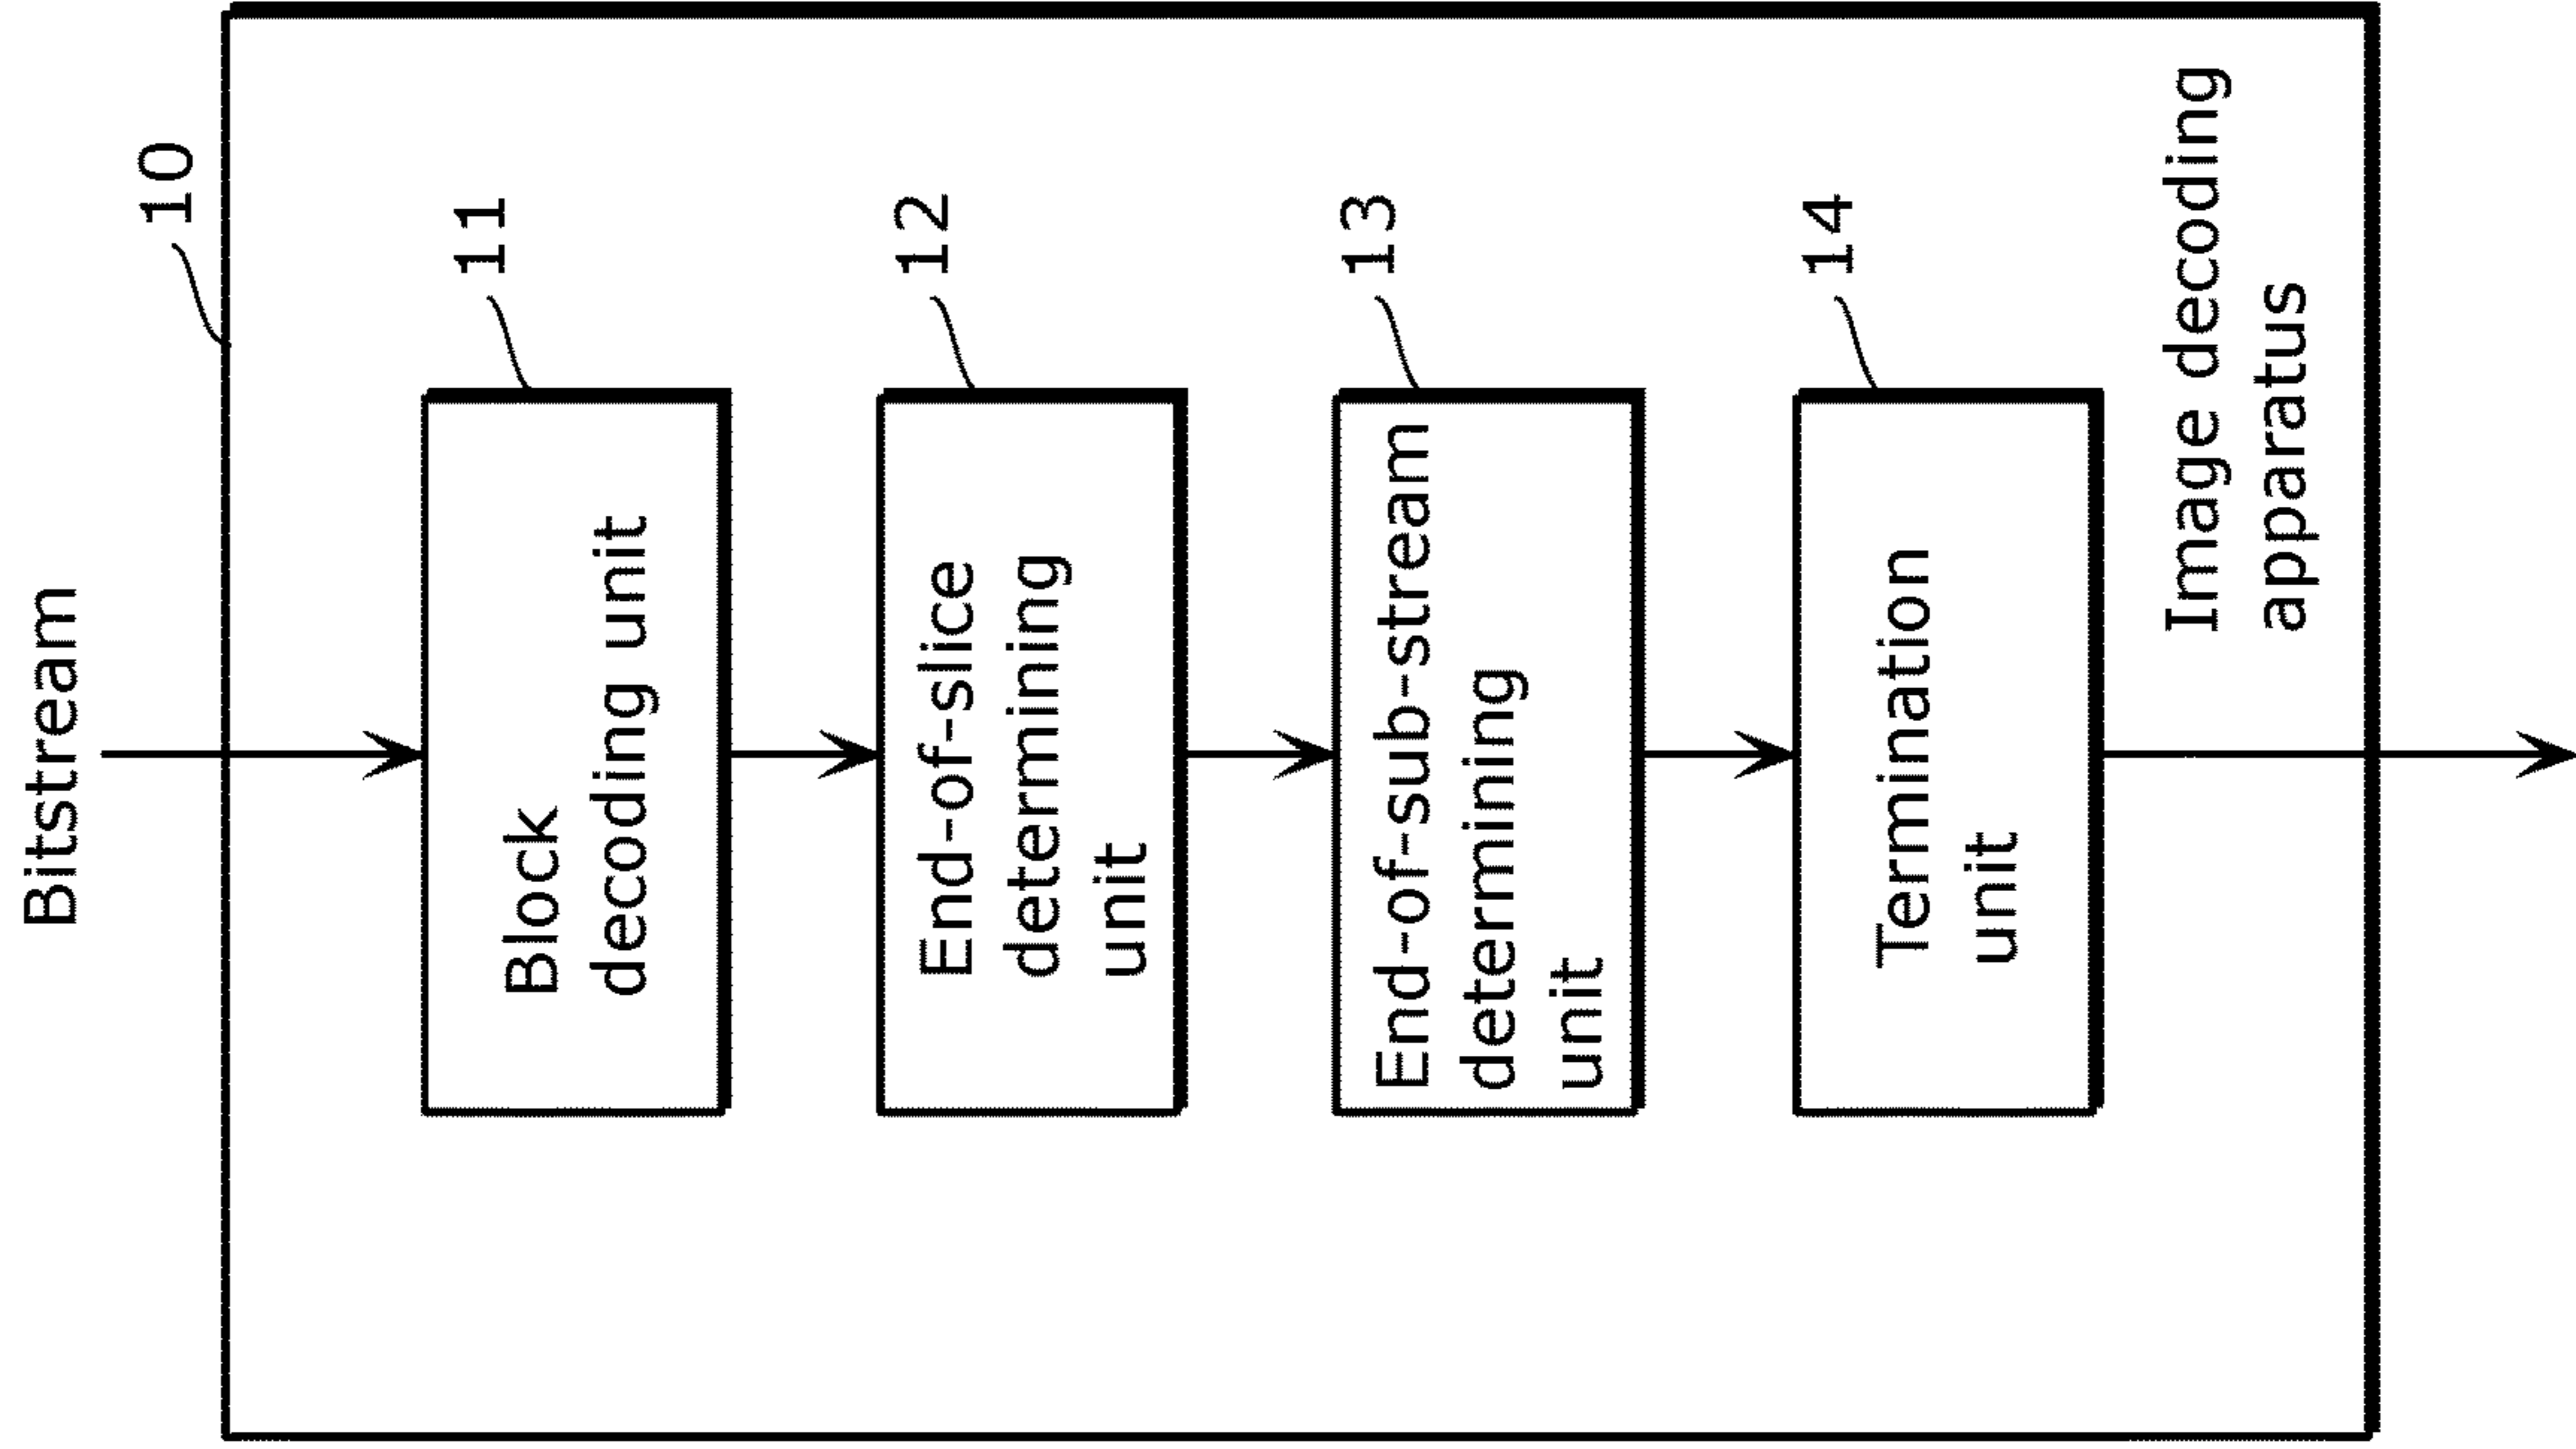 Bitstream
10
11
Block
decoding unit
12
End-of-slice
determining
unit
13
End-of-sub-stream
determining
unit
14
Termination
unit
Image decoding
apparatus